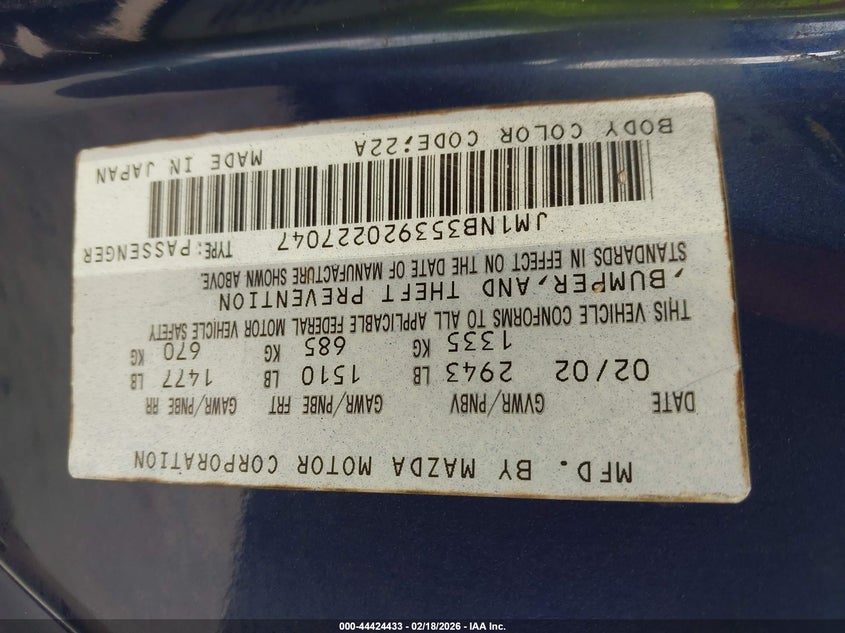 MFD. BY MAZDA MOTOR CORPORATION
DATE GVWR/PNBV GAWR/PNBE FRT GAWR/PNBE RR
02/02 2943 LB 1510 LB 1477 LB
1335 KG 685 KG 670 KG
THIS VEHICLE CONFORMS TO ALL APPLICABLE FEDERAL MOTOR VEHICLE SAFETY
,BUMPER,AND THEFT PREVENTION
STANDARDS IN EFFECT ON THE DATE OF MANUFACTURE SHOWN ABOVE.
JM1NB353920227047 TYPE:PASSENGER
BODY COLOR CODE;22A MADE IN JAPAN
000-44424433 - 02/18/2026 - IAA Inc.